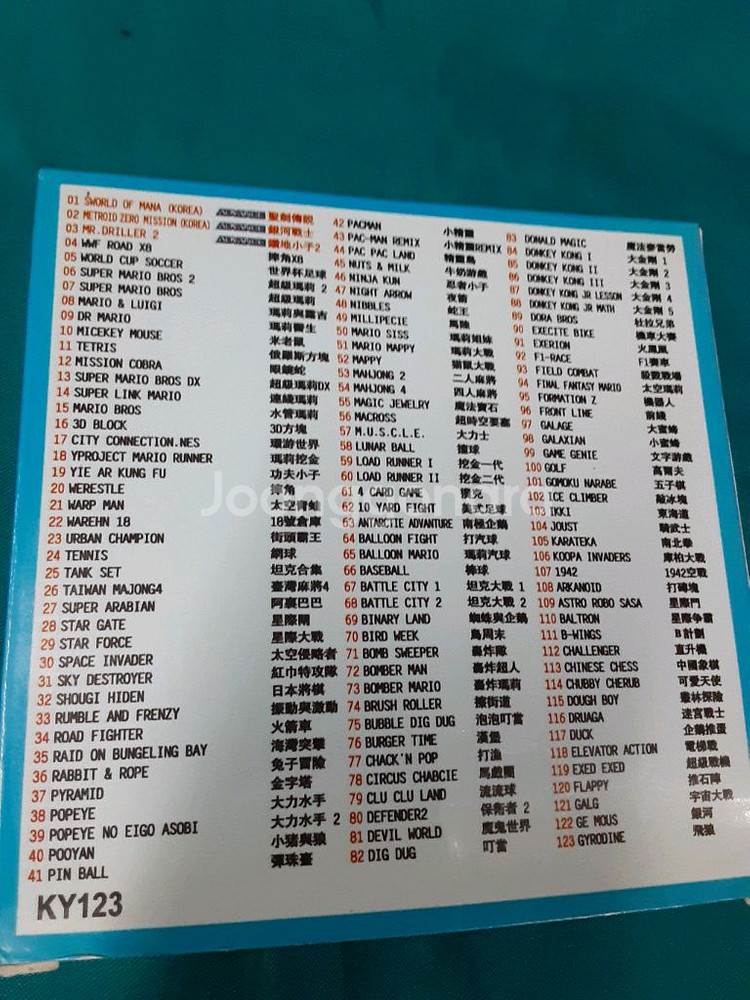 01 SWORLD OF MANA (KOREA) 聖劍傳說
02 METROID ZERO MISSION (KOREA) 銀河戰士
03 MR.DRILLER 2 鑽地小子2
04 WWF ROAD X8 摔角X8
05 WORLD CUP SOCCER 世界杯足球
06 SUPER MARIO BROS 2 超級瑪莉 2
07 SUPER MARIO BROS 超級瑪莉
08 MARIO & LUIGI 瑪莉與露吉
09 DR MARIO 瑪莉醫生
10 MICEKEY MOUSE 米老鼠
11 TETRIS 俄羅斯方塊
12 MISSION COBRA 眼鏡蛇
13 SUPER MARIO BROS DX 超級瑪莉DX
14 SUPER LINK MARIO 連綫瑪莉
15 MARIO BROS 水管瑪莉
16 3D BLOCK 3D方塊
17 CITY CONNECTION.NES 環游世界
18 YPROJECT MARIO RUNNER 瑪莉挖金
19 YIE AR KUNG FU 功夫小子
20 WERESTLE 摔角
21 WARP MAN 太空青蛙
22 WAREHN 18 18號倉庫
23 URBAN CHAMPION 街頭霸王
24 TENNIS 網球
25 TANK SET 坦克合集
26 TAIWAN MAJONG4 臺灣麻將4
27 SUPER ARABIAN 阿裏巴巴
28 STAR GATE 星際閘
29 STAR FORCE 星際大戰
30 SPACE INVADER 太空侵略者
31 SKY DESTROYER 紅巾特攻隊
32 SHOUGI HIDEN 日本將棋
33 RUMBLE AND FRENZY 振動與激動
34 ROAD FIGHTER 火箭車
35 RAID ON BUNGELING BAY 海灣突擊
36 RABBIT & ROPE 兔子冒險
37 PYRAMID 金字塔
38 POPEYE 大力水手
39 POPEYE NO EIGO ASOBI 大力水手 2
40 POOYAN 小豬與狼
41 PIN BALL 彈珠臺
KY123
42 PACMAN 小精靈
43 PAC-MAN REMIX 小精靈REMIX
44 PAC LAND 精靈島
45 NUTS & MILK 牛奶游戲
46 NINJA KUN 忍者小子
47 NIGHT ARROW 夜箭
48 NIBBLES 蛇王
49 MILLIPECIE 馬陸
50 MARIO SISS 瑪莉姐妹
51 MARIO MAPPY 瑪莉大戰
52 MAPPY 貓鼠大戰
53 MAHJONG 2 二人麻將
54 MAHJONG 4 四人麻將
55 MAGIC JEWELRY 魔法寶石
56 MACROSS 超時空要塞
57 M.U.S.C.L.E. 大力士
58 LUNAR BALL 撞球
59 LOAD RUNNER I 挖金一代
60 LOAD RUNNER II 挖金二代
61 4 CARD GAME 撲克
62 10 YARD FIGHT 美式足球
63 ANTARCTIC ADVANTURE 南極企鵝
64 BALLOON FIGHT 打汽球
65 BALLOON MARIO 瑪莉汽球
66 BASEBALL 棒球
67 BATTLE CITY 1 坦克大戰 1
68 BATTLE CITY 2 坦克大戰 2
69 BINARY LAND 蜘蛛與企鵝
70 BIRD WEEK 鳥周末
71 BOMB SWEEPER 轟炸隊
72 BOMBER MAN 轟炸超人
73 BOMBER MARIO 轟炸瑪莉
74 BRUSH ROLLER 擦街道
75 BUBBLE DIG DUG 泡泡叮當
76 BURGER TIME 漢堡
77 CHACK'N POP 打漁
78 CIRCUS CHABCIE 馬戲團
79 CLU CLU LAND 流流球
80 DEFENDER2 保衛者 2
81 DEVIL WORLD 魔鬼世界
82 DIG DUG 叮當
83 DONALD MAGIC 魔法麥當勞
84 DONKEY KONG I 大金剛 1
85 DONKEY KONG II 大金剛 2
86 DONKEY KONG III 大金剛 3
87 DONKEY KONG JR LESSON 大金剛 4
88 DONKEY KONG JR MATH 大金剛 5
89 DORA BROS 杜拉兄弟
90 EXECITE BIKE 機車大賽
91 EXERION 火鳳凰
92 F1-RACE F1賽車
93 FIELD COMBAT 殺戮戰場
94 FINAL FANTASY MARIO 太空瑪莉
95 FORMATION Z 機器人
96 FRONT LINE 前綫
97 GALAGE 大蜜蜂
98 GALAXIAN 小蜜蜂
99 GAME GENIE 文字游戲
100 GOLF 高爾夫
101 GOMOKU NARABE 五子棋
102 ICE CLIMBER 敲冰塊
103 IKKI 東海道
104 JOUST 騎武士
105 KARATEKA 南北拳
106 KOOPA INVADERS 庫柏大戰
107 1942 1942空戰
108 ARKANOID 打磚塊
109 ASTRO ROBO SASA 星際門
110 BALTRON 星際爭霸
111 B-WINGS B計劃
112 CHALLENGER 直升機
113 CHINESE CHESS 中國象棋
114 CHUBBY CHERUB 可愛天使
115 DOUGH BOY 叢林探險
116 DRUAGA 迷宮戰士
117 DUCK 企鵝推蛋
118 ELEVATOR ACTION 電梯戰
119 EXED EXED 超級戰機
120 FLAPPY 推石陣
121 GALG 宇宙大戰
122 GE MOUS 銀河
123 GYRODINE 飛狼